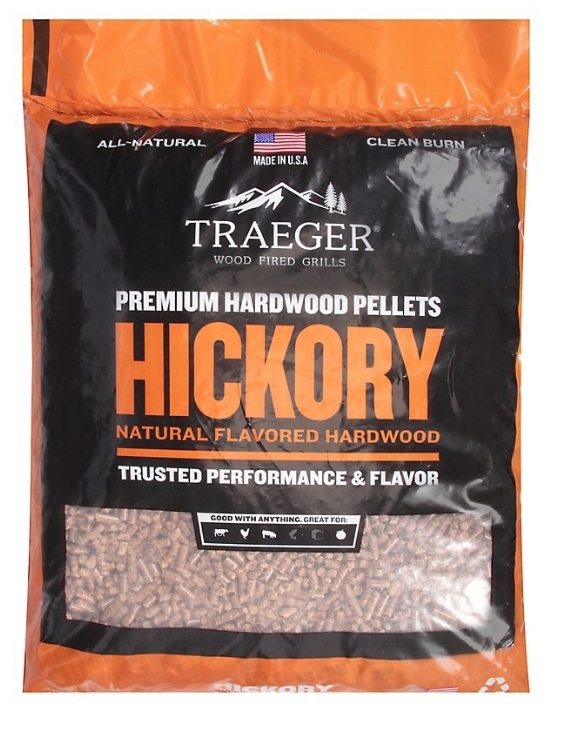 ALL-NATURAL
CLEAN BURN
MADE IN U.S.A
TRAEGER®
WOOD FIRED GRILLS
PREMIUM HARDWOOD PELLETS
HICKORY
NATURAL FLAVORED HARDWOOD
TRUSTED PERFORMANCE & FLAVOR
GOOD WITH ANYTHING. GREAT FOR:
HICKORY